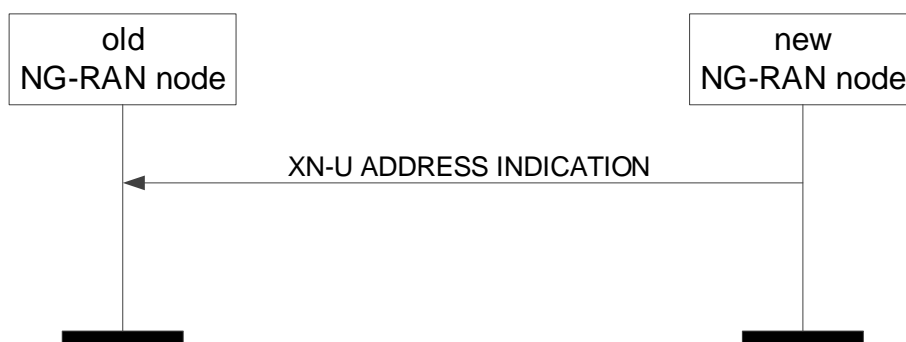 old
NG-RAN node
new
NG-RAN node
XN-U ADDRESS INDICATION